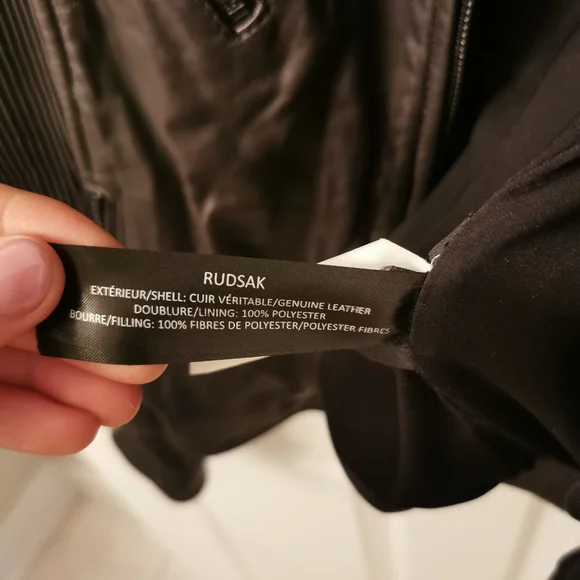 RUDSAK
EXTÉRIEUR/SHELL: CUIR VÉRITABLE/GENUINE LEATHER
DOUBLURE/LINING: 100% POLYESTER
BOURRE/FILLING: 100% FIBRES DE POLYESTER/POLYESTER FIBRES